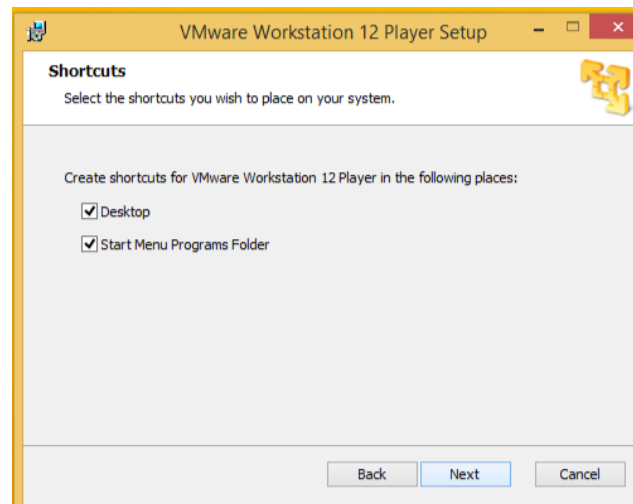 VMware Workstation 12 Player Setup
Shortcuts
Select the shortcuts you wish to place on your system.
Create shortcuts for VMware Workstation 12 Player in the following places:
Desktop
Start Menu Programs Folder
Back Next Cancel